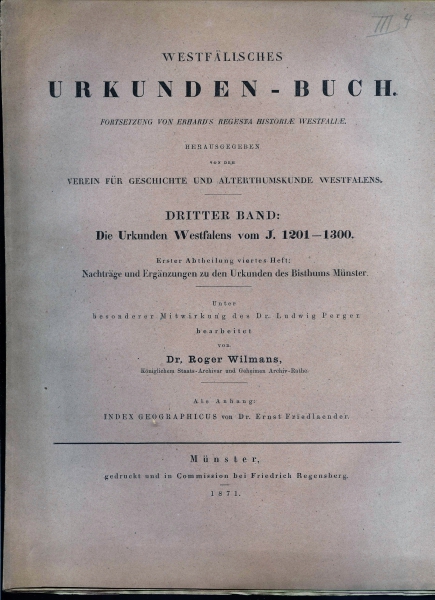 III 4
WESTFÄLISCHES
URKUNDEN-BUCH.
FORTSETZUNG VON ERHARD'S REGESTA HISTORIÆ WESTFALIÆ.
HERAUSGEGEBEN
VON DEM
VEREIN FÜR GESCHICHTE UND ALTERTHUMSKUNDE WESTFALENS.
DRITTER BAND:
Die Urkunden Westfalens vom J. 1201—1300.
Erster Abtheilung viertes Heft:
Nachträge und Ergänzungen zu den Urkunden des Bisthums Münster.
Unter
besonderer Mitwirkung des Dr. Ludwig Perger
bearbeitet
von
Dr. Roger Wilmans,
Königlichem Staats-Archivar und Geheimen Archiv-Rathe.
Als Anhang:
INDEX GEOGRAPHICUS von Dr. Ernst Friedlaender.
Münster,
gedruckt und in Commission bei Friedrich Regensberg.
1871.